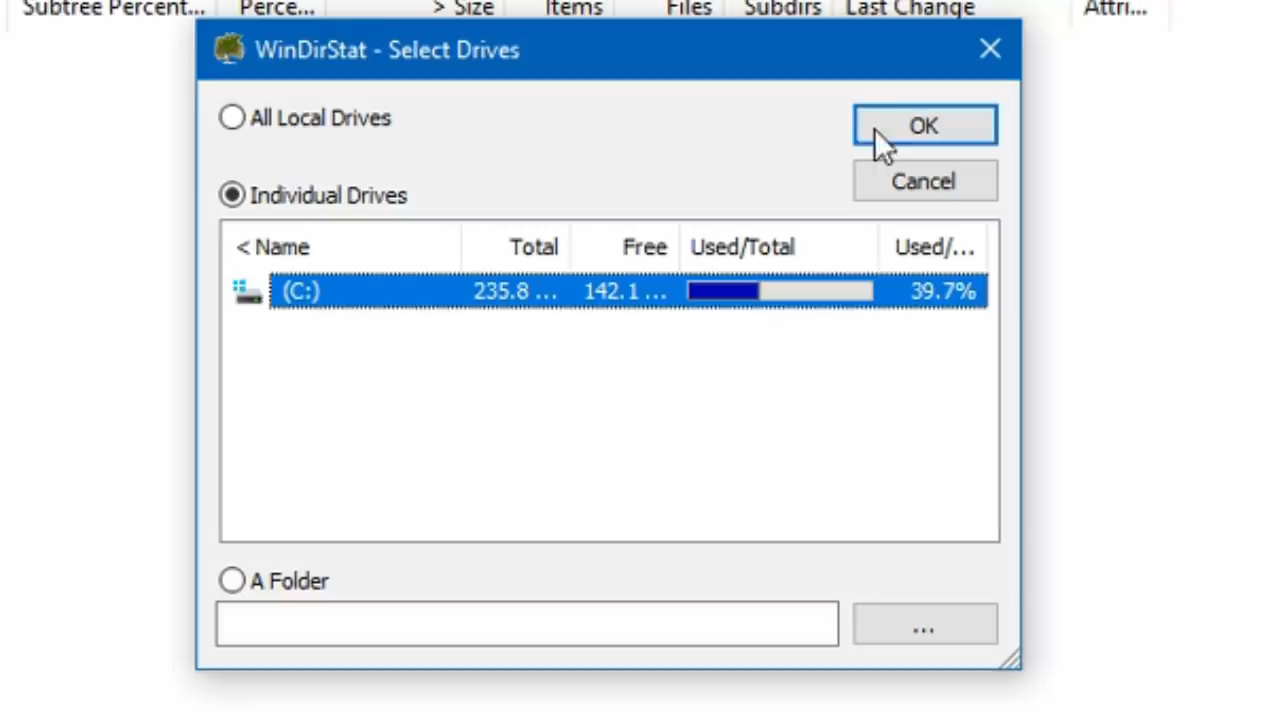 Subtree Percent... Perce... > Size Items Files Subdirs Last Change Attri...
WinDirStat - Select Drives
All Local Drives
OK
Cancel
Individual Drives
< Name Total Free Used/Total Used/...
(C:) 235.8 ... 142.1 ... 39.7%
A Folder
...